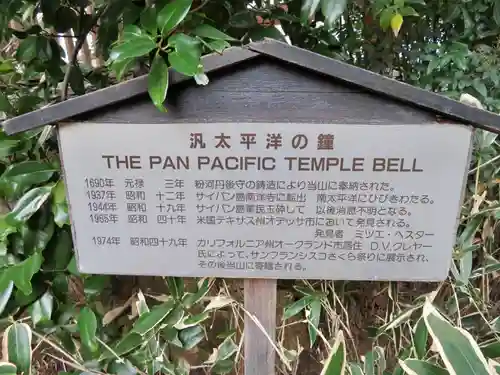 汎太平洋の鐘
THE PAN PACIFIC TEMPLE BELL
1690年 元禄 三年 粉河丹後守の鋳造により当山に奉納された。
1937年 昭和 十二年 サイパン島南洋寺にひびきわたる。
1944年 昭和 十九年 サイパン島軍民玉砕して 以後消息不明となる。
1965年 昭和 四十年 米国テキサス州オデッサ市において発見される。
発見者 ミツエ・ヘスター
1974年 昭和四十九年 カリフォルニア州オークランド市居住 D.V.クレヤー
氏によって、サンフランシスコさくら祭りに展示され、
その後当山に寄贈される。